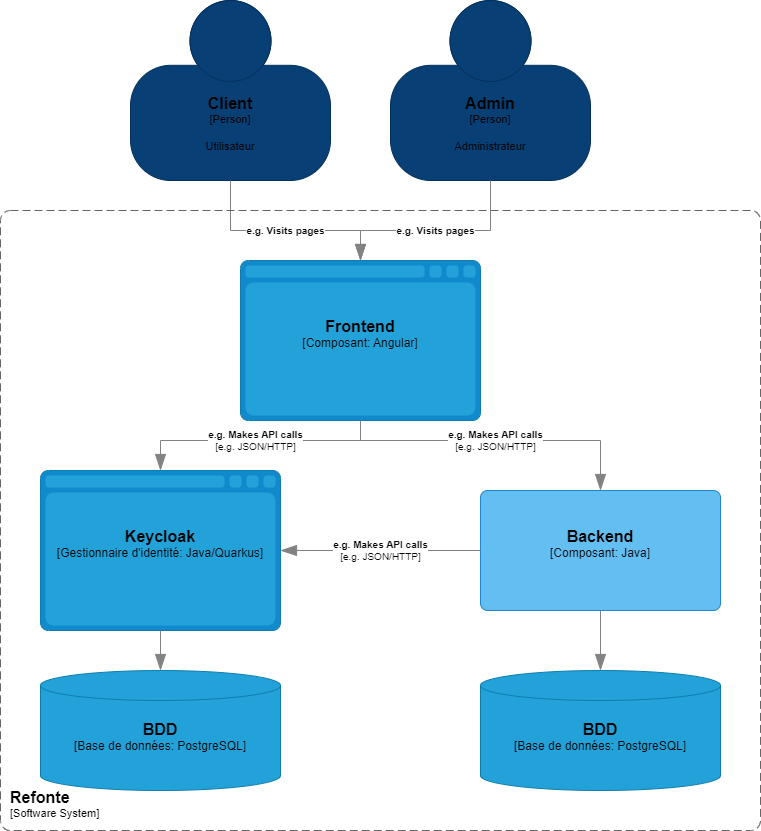 Client
[Person]
Utilisateur
Admin
[Person]
Administrateur
e.g. Visits pages
e.g. Visits pages
Frontend
[Composant: Angular]
e.g. Makes API calls
[e.g. JSON/HTTP]
e.g. Makes API calls
[e.g. JSON/HTTP]
Keycloak
[Gestionnaire d'identité: Java/Quarkus]
e.g. Makes API calls
[e.g. JSON/HTTP]
Backend
[Composant: Java]
BDD
[Base de données: PostgreSQL]
BDD
[Base de données: PostgreSQL]
Refonte
[Software System]